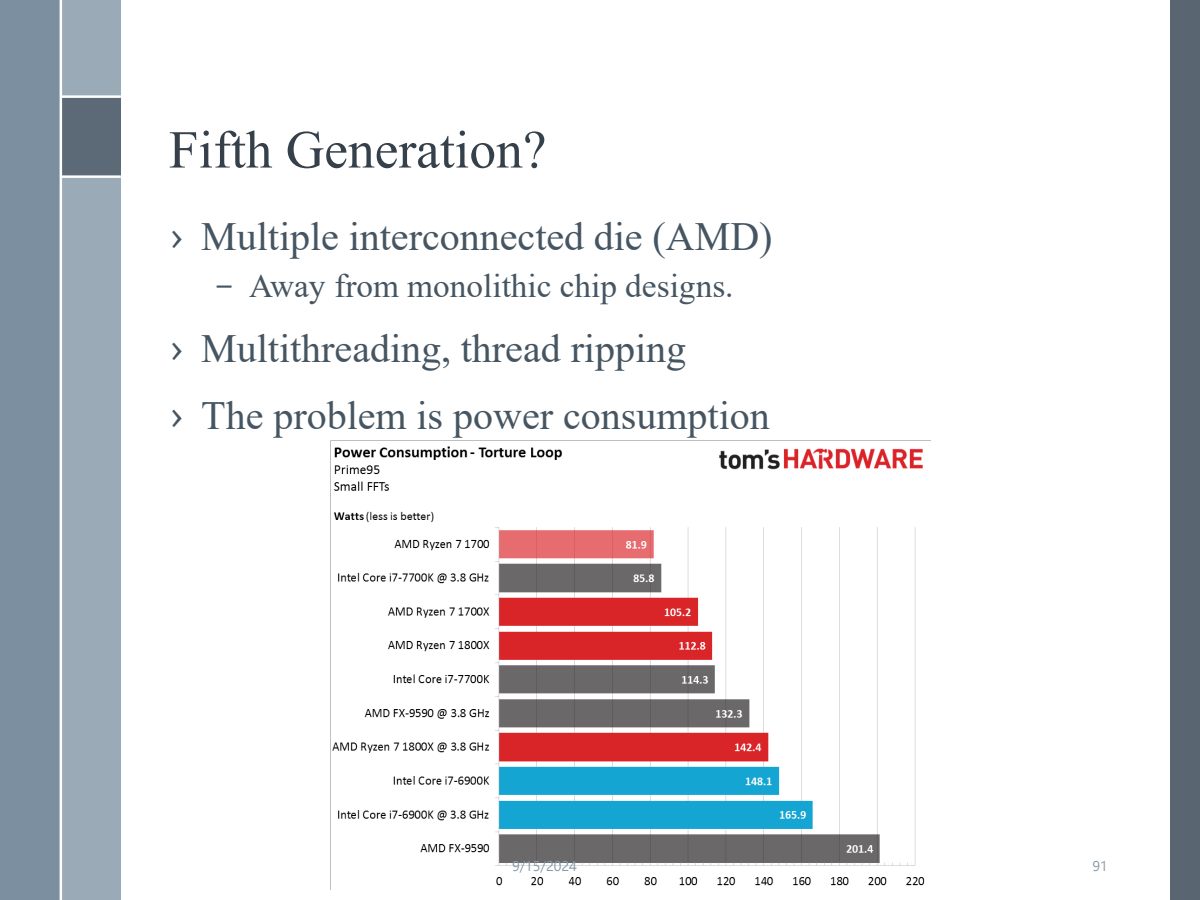 Fifth Generation?
› Multiple interconnected die (AMD)
– Away from monolithic chip designs.
› Multithreading, thread ripping
› The problem is power consumption
Power Consumption - Torture Loop
tom's HARDWARE
Prime95
Small FFTs
Watts (less is better)
AMD Ryzen 7 1700 81.9
Intel Core i7-7700K @ 3.8 GHz 85.8
AMD Ryzen 7 1700X 105.2
AMD Ryzen 7 1800X 112.8
Intel Core i7-7700K 114.3
AMD FX-9590 @ 3.8 GHz 132.3
AMD Ryzen 7 1800X @ 3.8 GHz 142.4
Intel Core i7-6900K 148.1
Intel Core i7-6900K @ 3.8 GHz 165.9
AMD FX-9590 201.4
0 20 40 60 80 100 120 140 160 180 200 220
9/15/2024
91